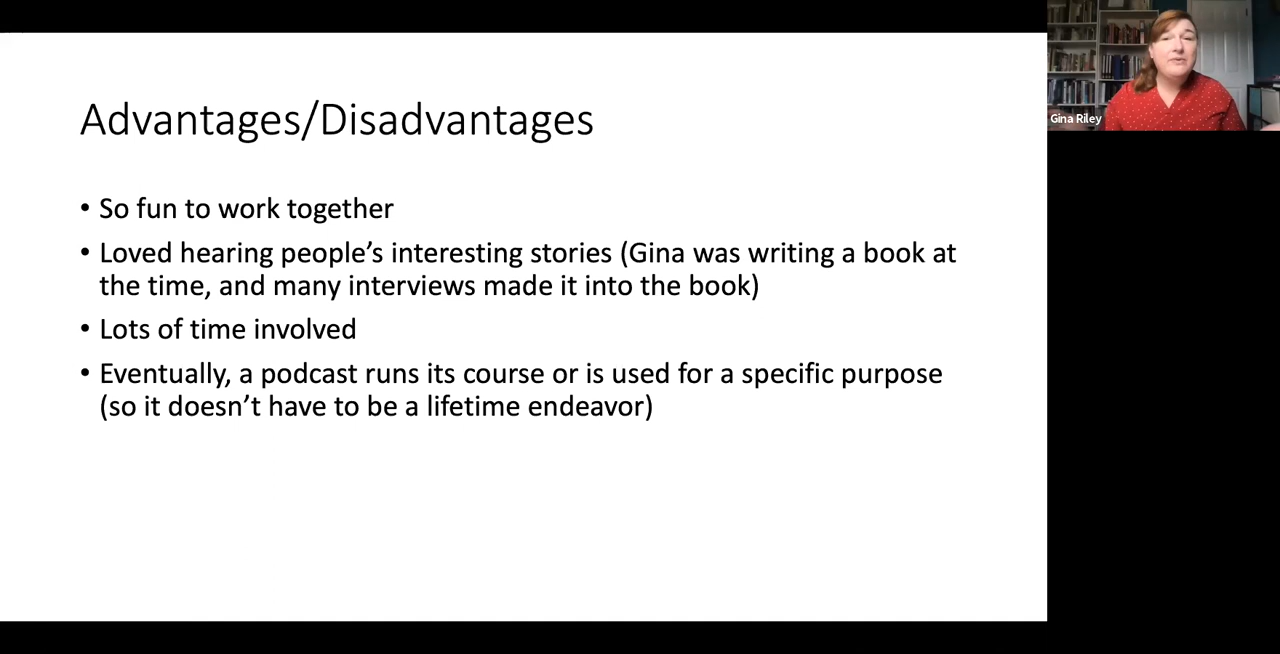 Advantages/Disadvantages
• So fun to work together
• Loved hearing people’s interesting stories (Gina was writing a book at
the time, and many interviews made it into the book)
• Lots of time involved
• Eventually, a podcast runs its course or is used for a specific purpose
(so it doesn’t have to be a lifetime endeavor)
Gina Riley